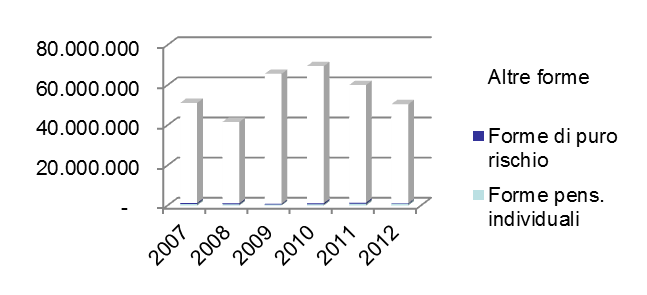 80.000.000
60.000.000
40.000.000
20.000.000
-
2007
2008
2009
2010
2011
2012
Altre forme
Forme di puro
rischio
Forme pens.
individuali